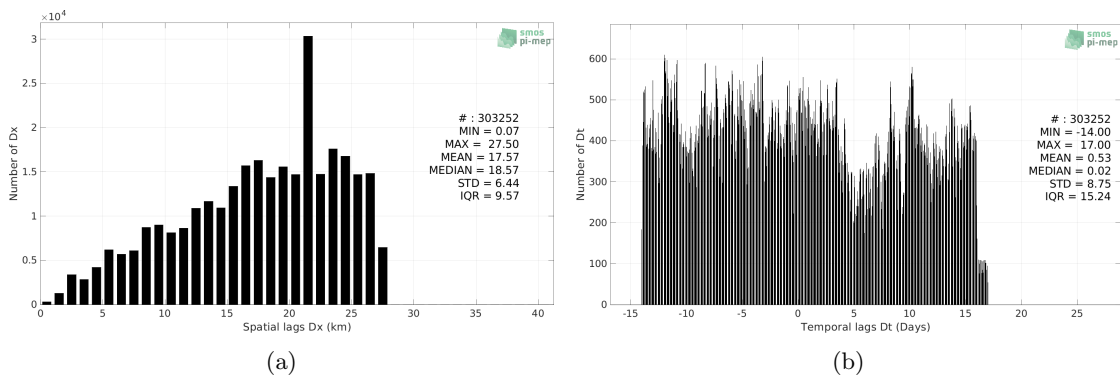 ×10⁴
3
2.5
2
1.5
1
0.5
0
0 5 10 15 20 25 30 35 40
Number of Dx
Spatial lags Dx (km)
smos
pi-mep
# : 303252
MIN = 0.07
MAX = 27.50
MEAN = 17.57
MEDIAN = 18.57
STD = 6.44
IQR = 9.57
(a)
600
500
400
300
200
100
0
-15 -10 -5 0 5 10 15 20 25
Number of Dt
Temporal lags Dt (Days)
smos
pi-mep
# : 303252
MIN = -14.00
MAX = 17.00
MEAN = 0.53
MEDIAN = 0.02
STD = 8.75
IQR = 15.24
(b)